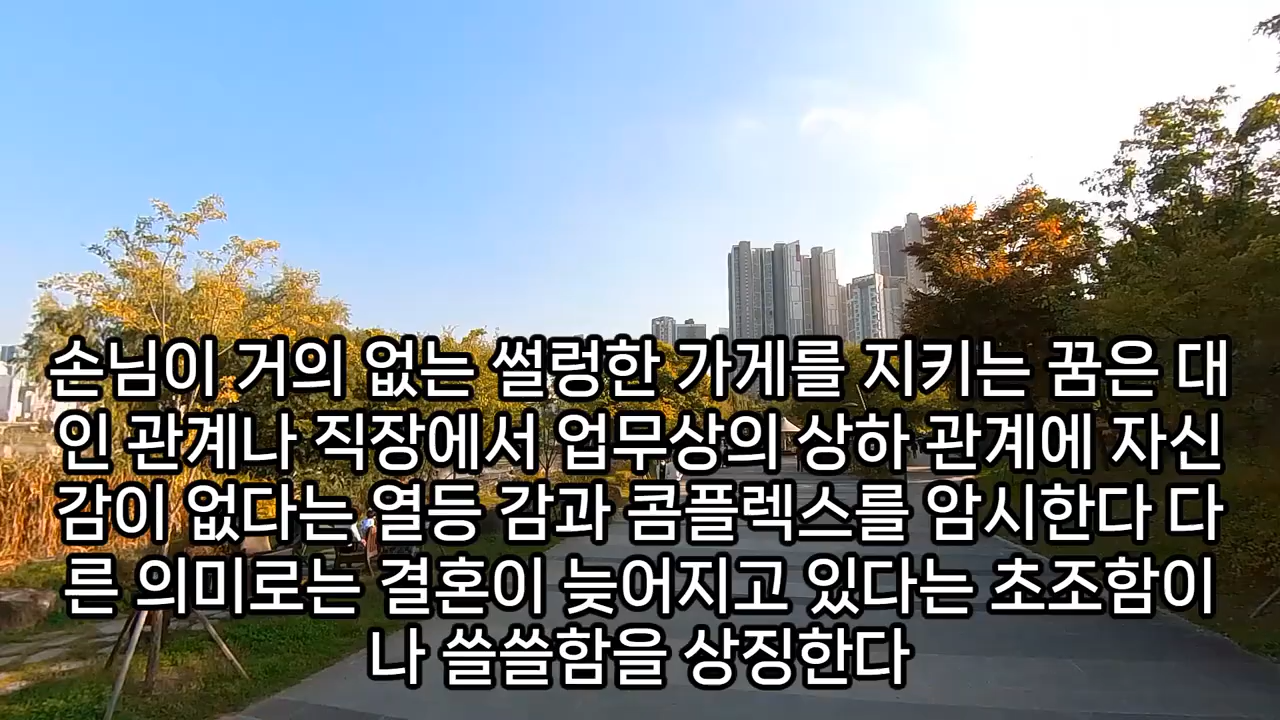 손님이 거의 없는 썰렁한 가게를 지키는 꿈은 대
인 관계나 직장에서 업무상의 상하 관계에 자신
감이 없다는 열등 감과 콤플렉스를 암시한다 다
른 의미로는 결혼이 늦어지고 있다는 초조함이
나 쓸쓸함을 상징한다